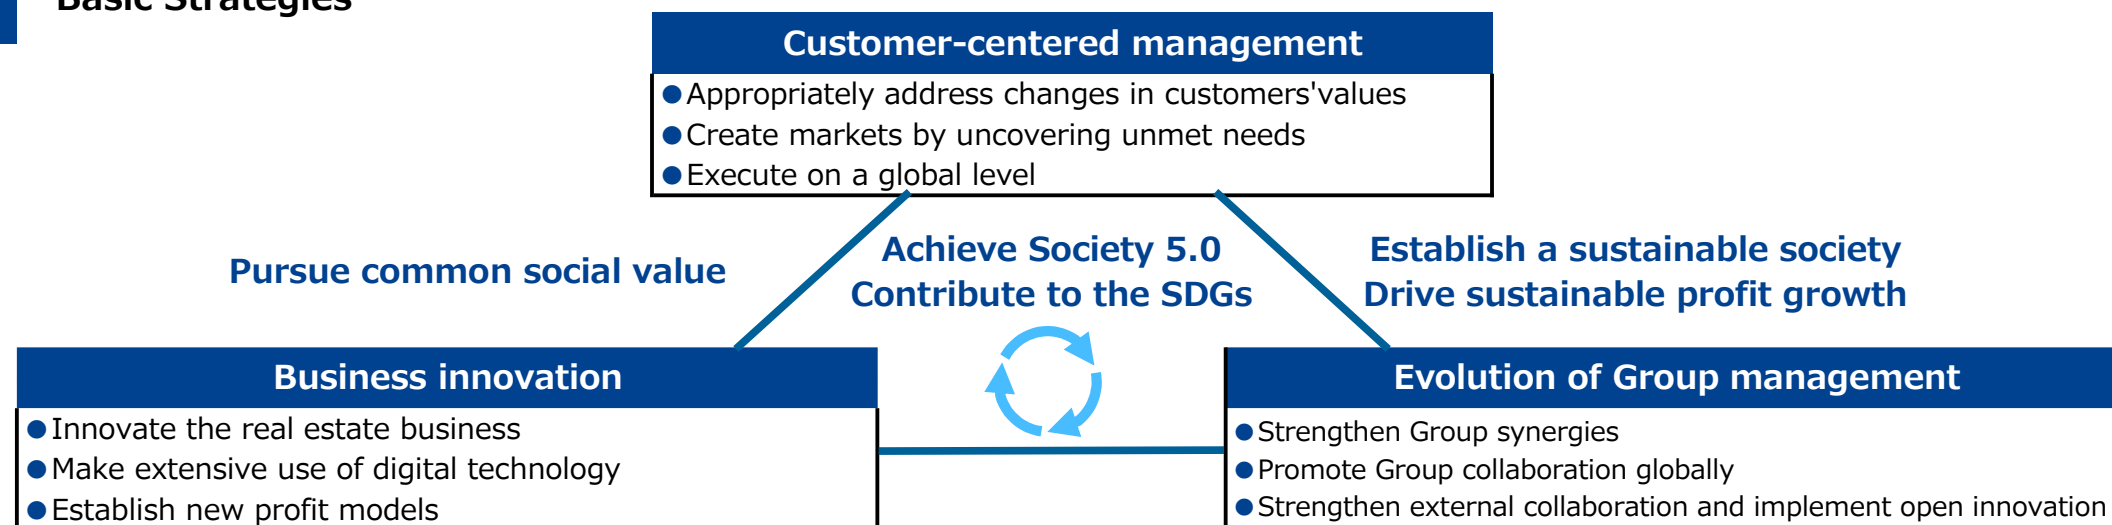 Basic Strategies
Customer-centered management
●Appropriately address changes in customers'values
●Create markets by uncovering unmet needs
●Execute on a global level
Pursue common social value
Achieve Society 5.0
Contribute to the SDGs
Establish a sustainable society
Drive sustainable profit growth
Business innovation
●Innovate the real estate business
●Make extensive use of digital technology
●Establish new profit models
Evolution of Group management
●Strengthen Group synergies
●Promote Group collaboration globally
●Strengthen external collaboration and implement open innovation